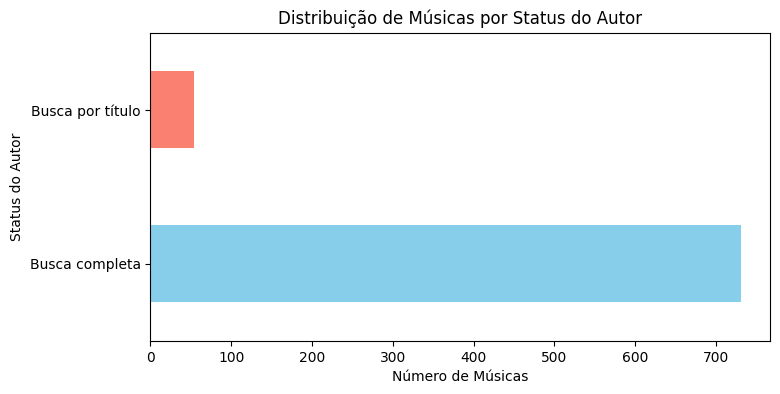 Distribuição de Músicas por Status do Autor
Status do Autor
Busca por título
Busca completa
0 100 200 300 400 500 600 700
Número de Músicas